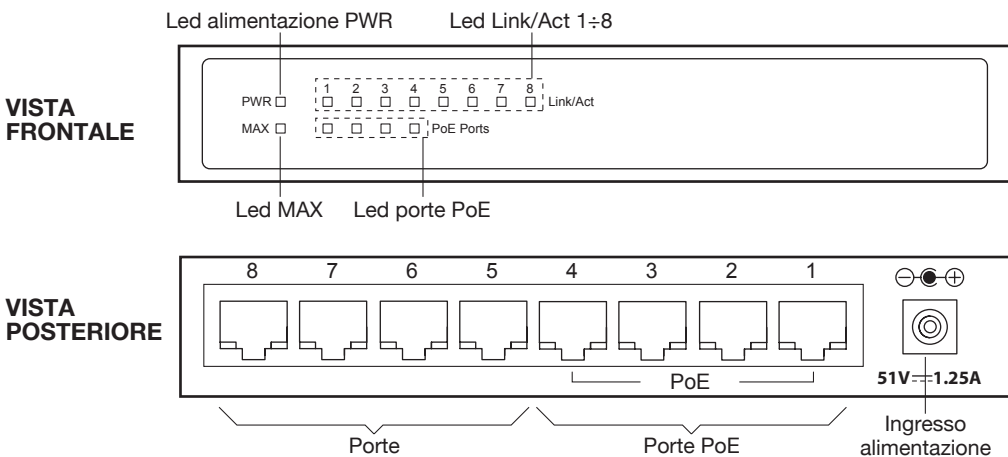 Led alimentazione PWR
Led Link/Act 1÷8
VISTA
FRONTALE
1 2 3 4 5 6 7 8
PWR
Link/Act
MAX
PoE Ports
Led MAX
Led porte PoE
VISTA
POSTERIORE
8 7 6 5 4 3 2 1
PoE
51V 1.25A
Porte
Porte PoE
Ingresso
alimentazione